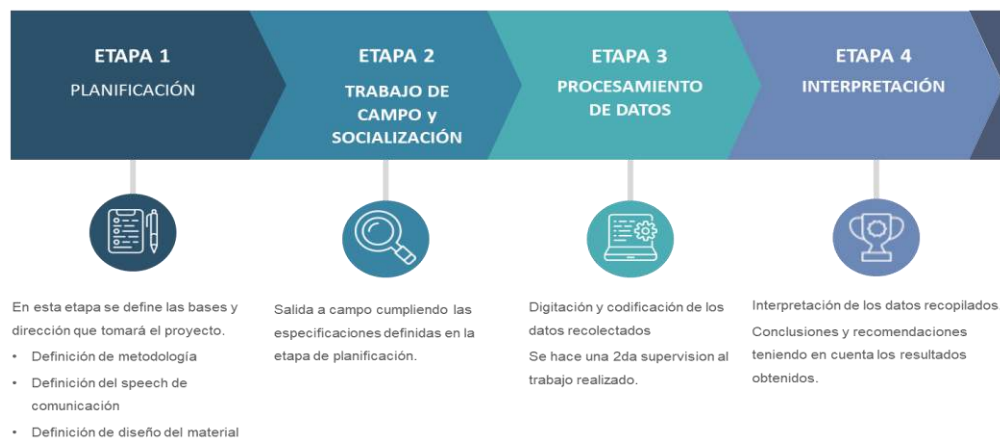 ETAPA 1
PLANIFICACIÓN
ETAPA 2
TRABAJO DE
CAMPO y
SOCIALIZACIÓN
ETAPA 3
PROCESAMIENTO
DE DATOS
ETAPA 4
INTERPRETACIÓN
En esta etapa se define las bases y
dirección que tomará el proyecto.
• Definición de metodología
• Definición del speech de
comunicación
• Definición de diseño del material
Salida a campo cumpliendo las
especificaciones definidas en la
etapa de planificación.
Digitación y codificación de los
datos recolectados
Se hace una 2da supervision al
trabajo realizado.
Interpretación de los datos recopilados
Conclusiones y recomendaciones
teniendo en cuenta los resultados
obtenidos.